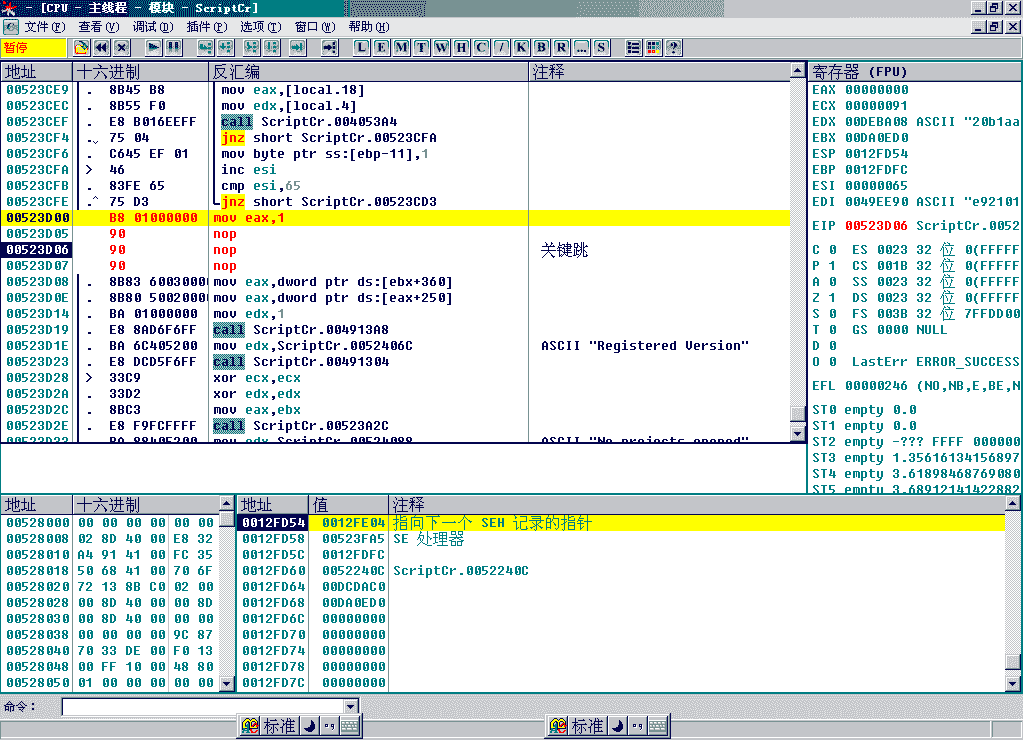 - [CPU - 主线程 - 模块 - ScriptCr]
文件(F) 查看(V) 调试(D) 插件(P) 选项(T) 窗口(W) 帮助(H)
暂停 L E M T W H C / K B R ... S ?
地址 十六进制 反汇编 注释
00523CE9 . 8B45 B8 mov eax,[local.18]
00523CEC . 8B55 F0 mov edx,[local.4]
00523CEF . E8 B016EEFF call ScriptCr.004053A4
00523CF4 . 75 04 jnz short ScriptCr.00523CFA
00523CF6 . C645 EF 01 mov byte ptr ss:[ebp-11],1
00523CFA > 46 inc esi
00523CFB . 83FE 65 cmp esi,65
00523CFE .^ 75 D3 jnz short ScriptCr.00523CD3
00523D00 B8 01000000 mov eax,1
00523D05 90 nop
00523D06 90 nop 关键跳
00523D07 90 nop
00523D08 . 8B83 6003000 mov eax,dword ptr ds:[ebx+360]
00523D0E . 8B80 5002000 mov eax,dword ptr ds:[eax+250]
00523D14 . BA 01000000 mov edx,1
00523D19 . E8 8AD6F6FF call ScriptCr.004913A8
00523D1E . BA 6C405200 mov edx,ScriptCr.0052406C ASCII "Registered Version"
00523D23 . E8 DCD5F6FF call ScriptCr.00491304
00523D28 > 33C9 xor ecx,ecx
00523D2A . 33D2 xor edx,edx
00523D2C . 8BC3 mov eax,ebx
00523D2E . E8 F9FCFFFF call ScriptCr.00523A2C
00523D33 . BA 88405200 mov edx,ScriptCr.00524088 ASCII "No projects opened"
寄存器 (FPU)
EAX 00000000
ECX 00000091
EDX 00DEBA08 ASCII "20b1aa
EBX 00DA0ED0
ESP 0012FD54
EBP 0012FDFC
ESI 00000065
EDI 0049EE90 ASCII "e92101
EIP 00523D06 ScriptCr.0052
C 0 ES 0023 32 位 0(FFFFF
P 1 CS 001B 32 位 0(FFFFF
A 0 SS 0023 32 位 0(FFFFF
Z 1 DS 0023 32 位 0(FFFFF
S 0 FS 003B 32 位 7FFDD00
T 0 GS 0000 NULL
D 0
O 0 LastErr ERROR_SUCCESS
EFL 00000246 (NO,NB,E,BE,N
ST0 empty 0.0
ST1 empty 0.0
ST2 empty -??? FFFF 000000
ST3 empty 1.35616134156897
ST4 empty 3.61898468769080
ST5 empty 3.68912141422882
地址 十六进制
00528000 00 00 00 00 00 00
00528008 02 8D 40 00 E8 32
00528010 A4 91 41 00 FC 35
00528018 50 68 41 00 70 6F
00528020 72 13 8B C0 02 00
00528028 00 8D 40 00 00 8D
00528030 00 8D 40 00 00 00
00528038 00 00 00 00 9C 87
00528040 70 33 DE 00 F0 13
00528048 00 FF 10 00 48 80
00528050 01 00 00 00 00 00
地址 值 注释
0012FD54 0012FE04 指向下一个 SEH 记录的指针
0012FD58 00523FA5 SE 处理器
0012FD5C 0012FDFC
0012FD60 0052240C ScriptCr.0052240C
0012FD64 00DCDAC0
0012FD68 00DA0ED0
0012FD6C 00000000
0012FD70 00000000
0012FD74 00000000
0012FD78 00000000
0012FD7C 00000000
命令：
标准
标准